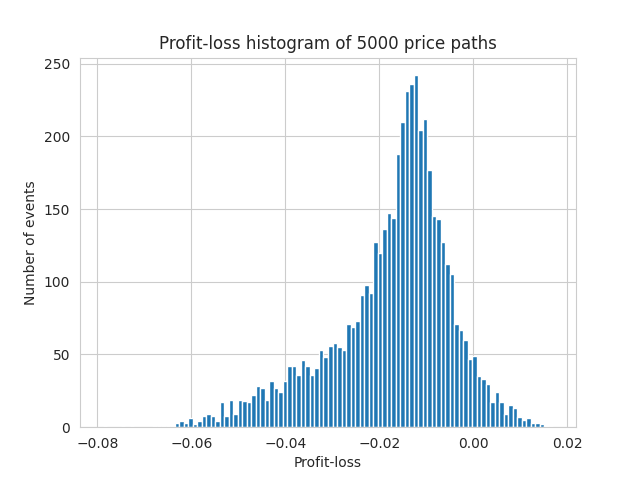 Profit-loss histogram of 5000 price paths
250
200
150
100
50
0
Number of events
−0.08 −0.06 −0.04 −0.02 0.00 0.02
Profit-loss